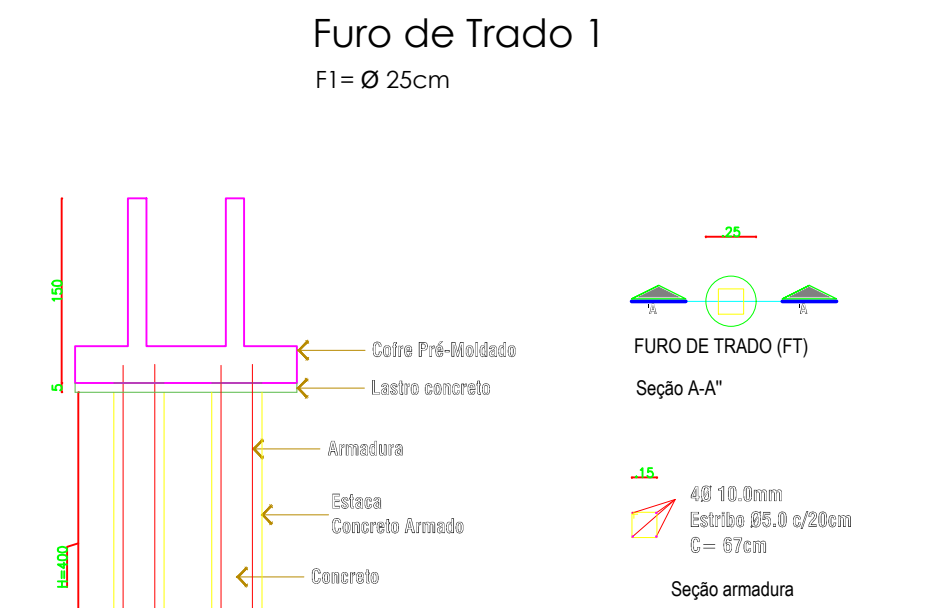 Furo de Trado 1
F1= Ø 25cm
.25
150
A
A
FURO DE TRADO (FT)
Cofre Pré-Moldado
5
Lastro concreto
Seção A-A"
Armadura
.15
4Ø 10.0mm
Estribo Ø5.0 c/20cm
C= 67cm
Estaca
Concreto Armado
H=400
Concreto
Seção armadura